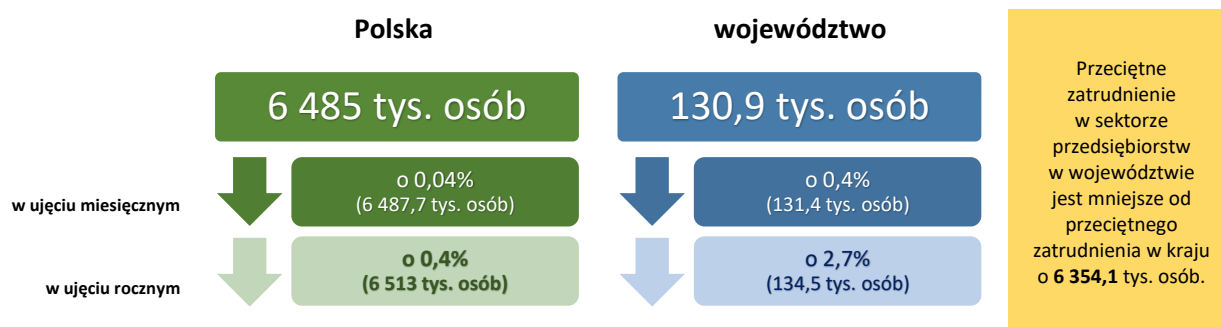 Polska
województwo
6 485 tys. osób
130,9 tys. osób
w ujęciu miesięcznym
o 0,04%
(6 487,7 tys. osób)
o 0,4%
(131,4 tys. osób)
w ujęciu rocznym
o 0,4%
(6 513 tys. osób)
o 2,7%
(134,5 tys. osób)
Przeciętne
zatrudnienie
w sektorze
przedsiębiorstw
w województwie
jest mniejsze od
przeciętnego
zatrudnienia w kraju
o 6 354,1 tys. osób.